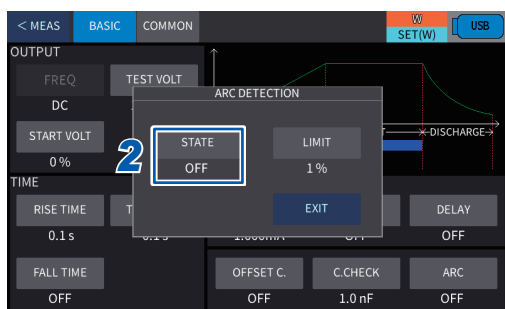 < MEAS BASIC COMMON W SET(W) USB
OUTPUT
FREQ TEST VOLT
DC
ARC DETECTION
START VOLT
0 %
2
STATE LIMIT
OFF 1 %
DISCHARGE
EXIT
TIME
RISE TIME DELAY
0.1 s OFF
FALL TIME OFFSET C. C.CHECK ARC
OFF OFF 1.0 nF OFF